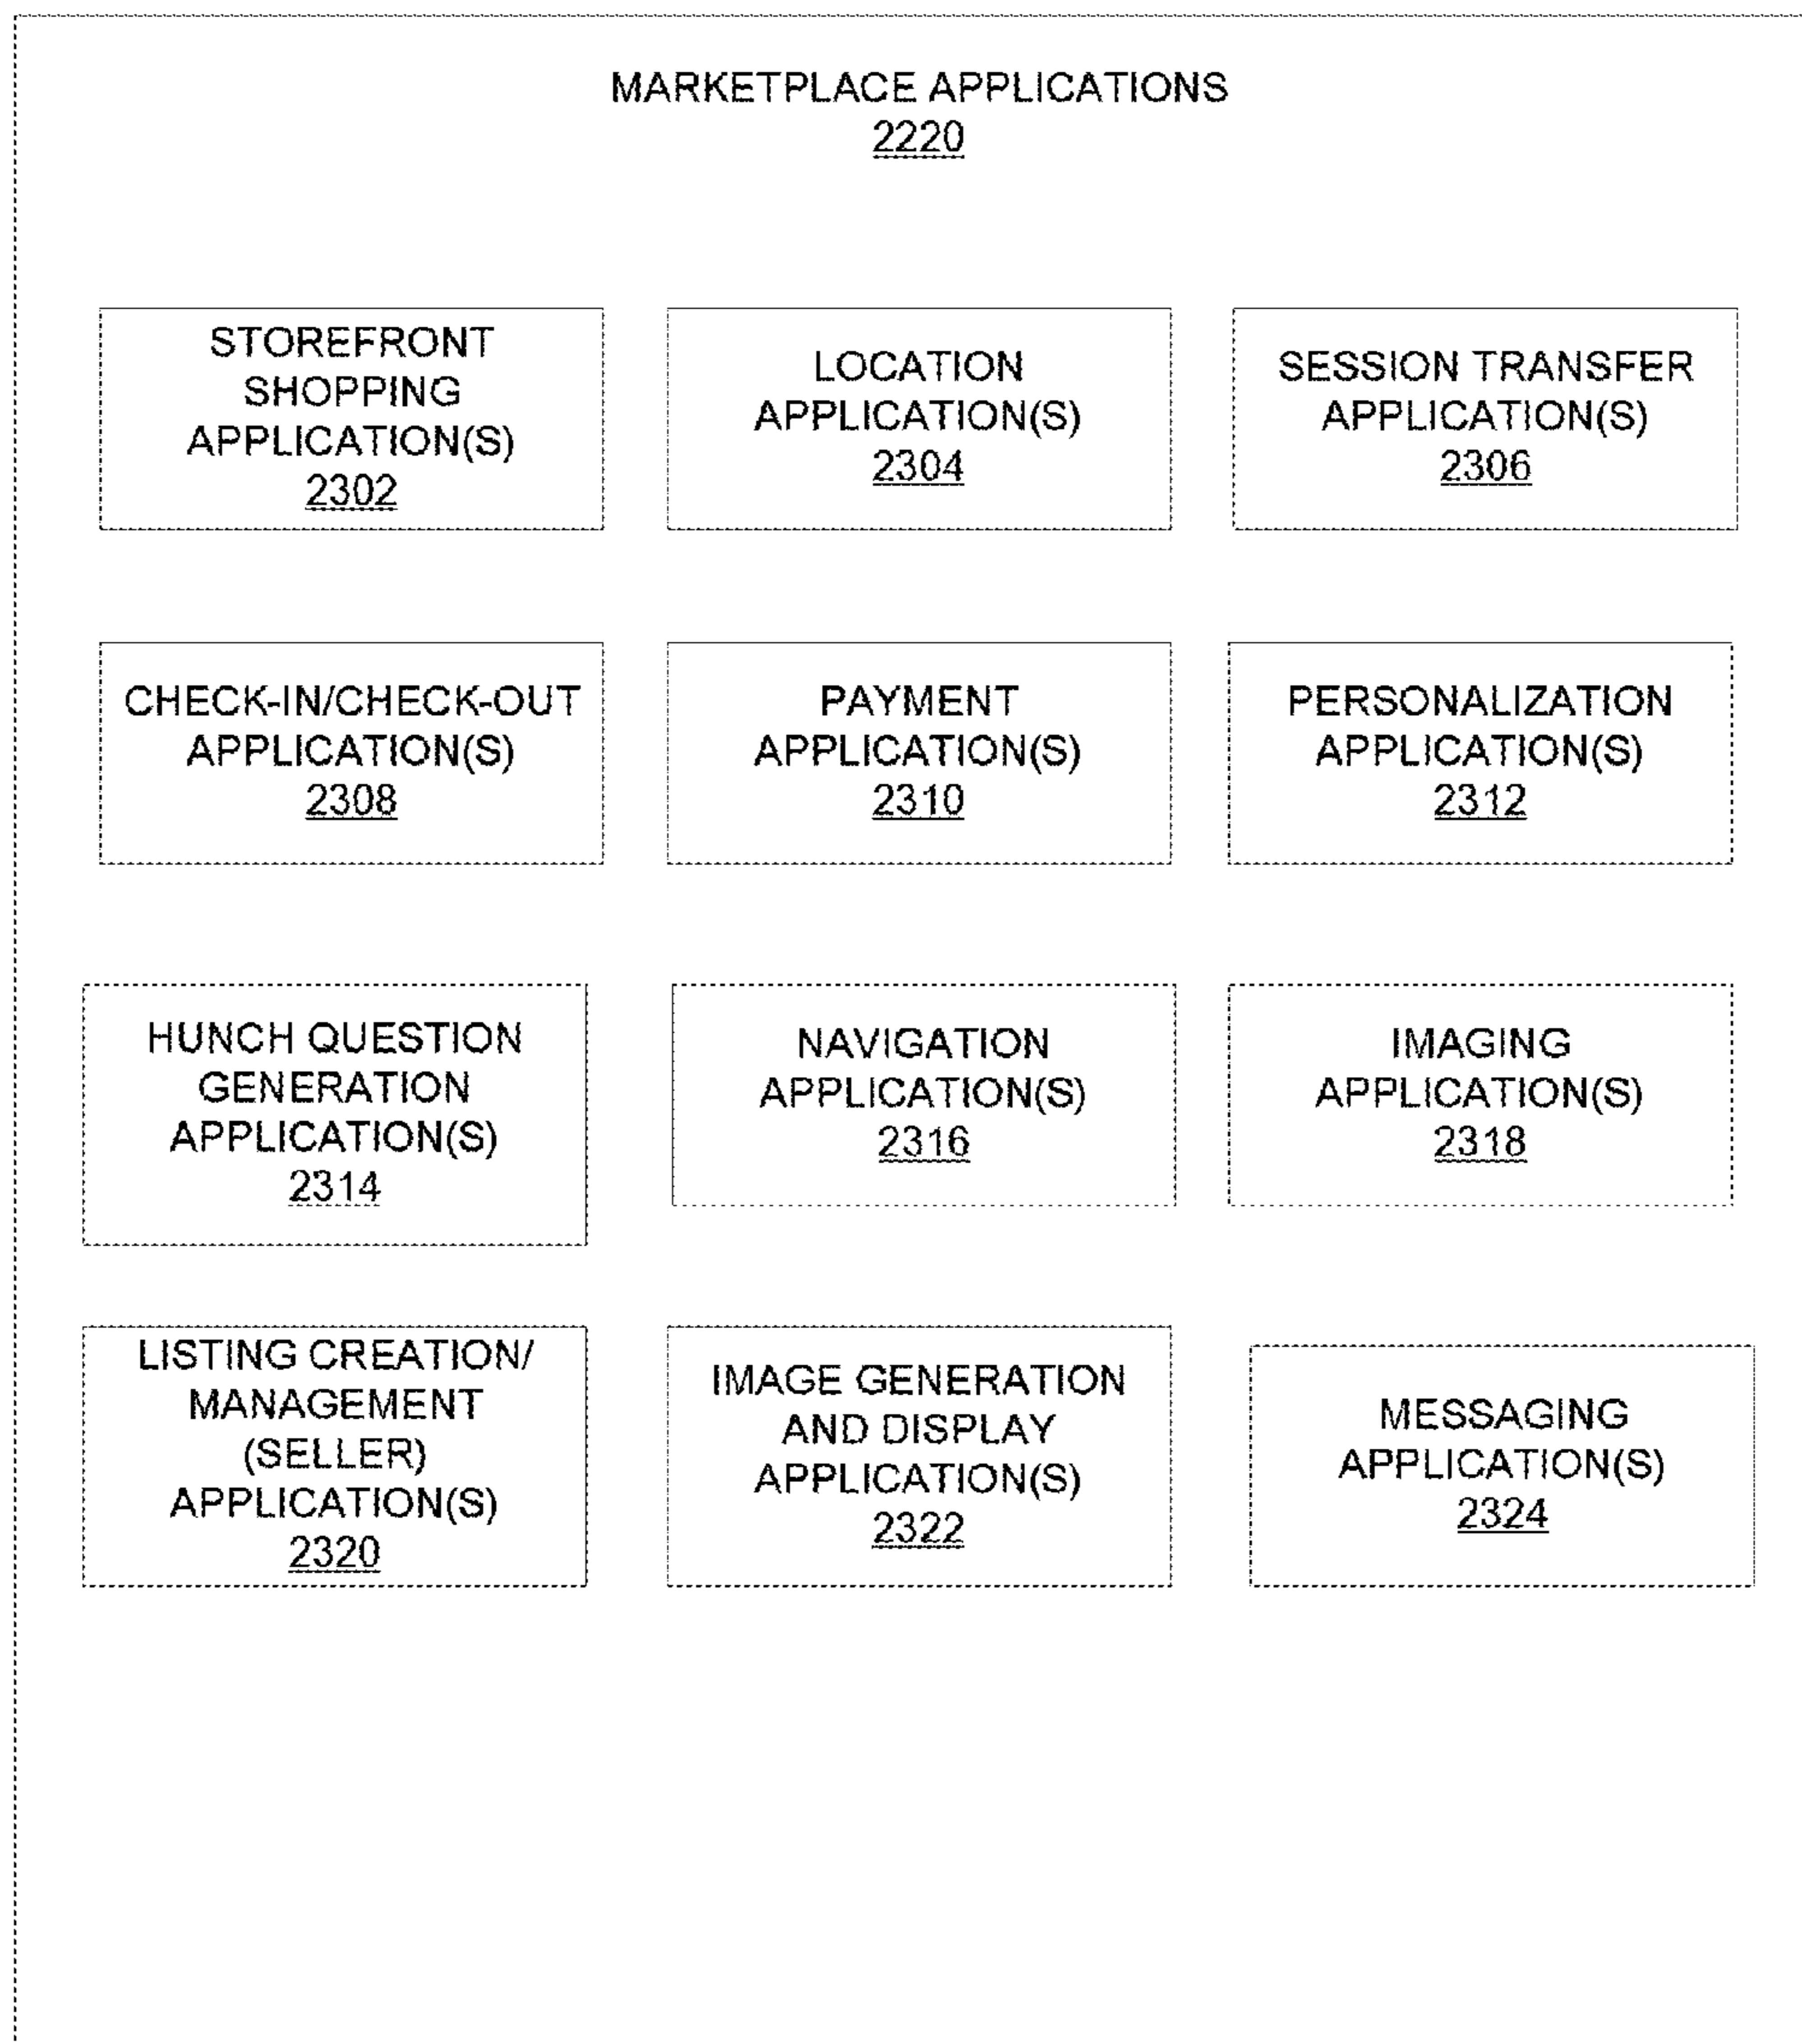 MARKETPLACE APPLICATIONS
2220
STOREFRONT
SHOPPING
APPLICATION(S)
2302
LOCATION
APPLICATION(S)
2304
SESSION TRANSFER
APPLICATION(S)
2306
CHECK-IN/CHECK-OUT
APPLICATION(S)
2308
PAYMENT
APPLICATION(S)
2310
PERSONALIZATION
APPLICATION(S)
2312
HUNCH QUESTION
GENERATION
APPLICATION(S)
2314
NAVIGATION
APPLICATION(S)
2316
IMAGING
APPLICATION(S)
2318
LISTING CREATION/
MANAGEMENT
(SELLER)
APPLICATION(S)
2320
IMAGE GENERATION
AND DISPLAY
APPLICATION(S)
2322
MESSAGING
APPLICATION(S)
2324